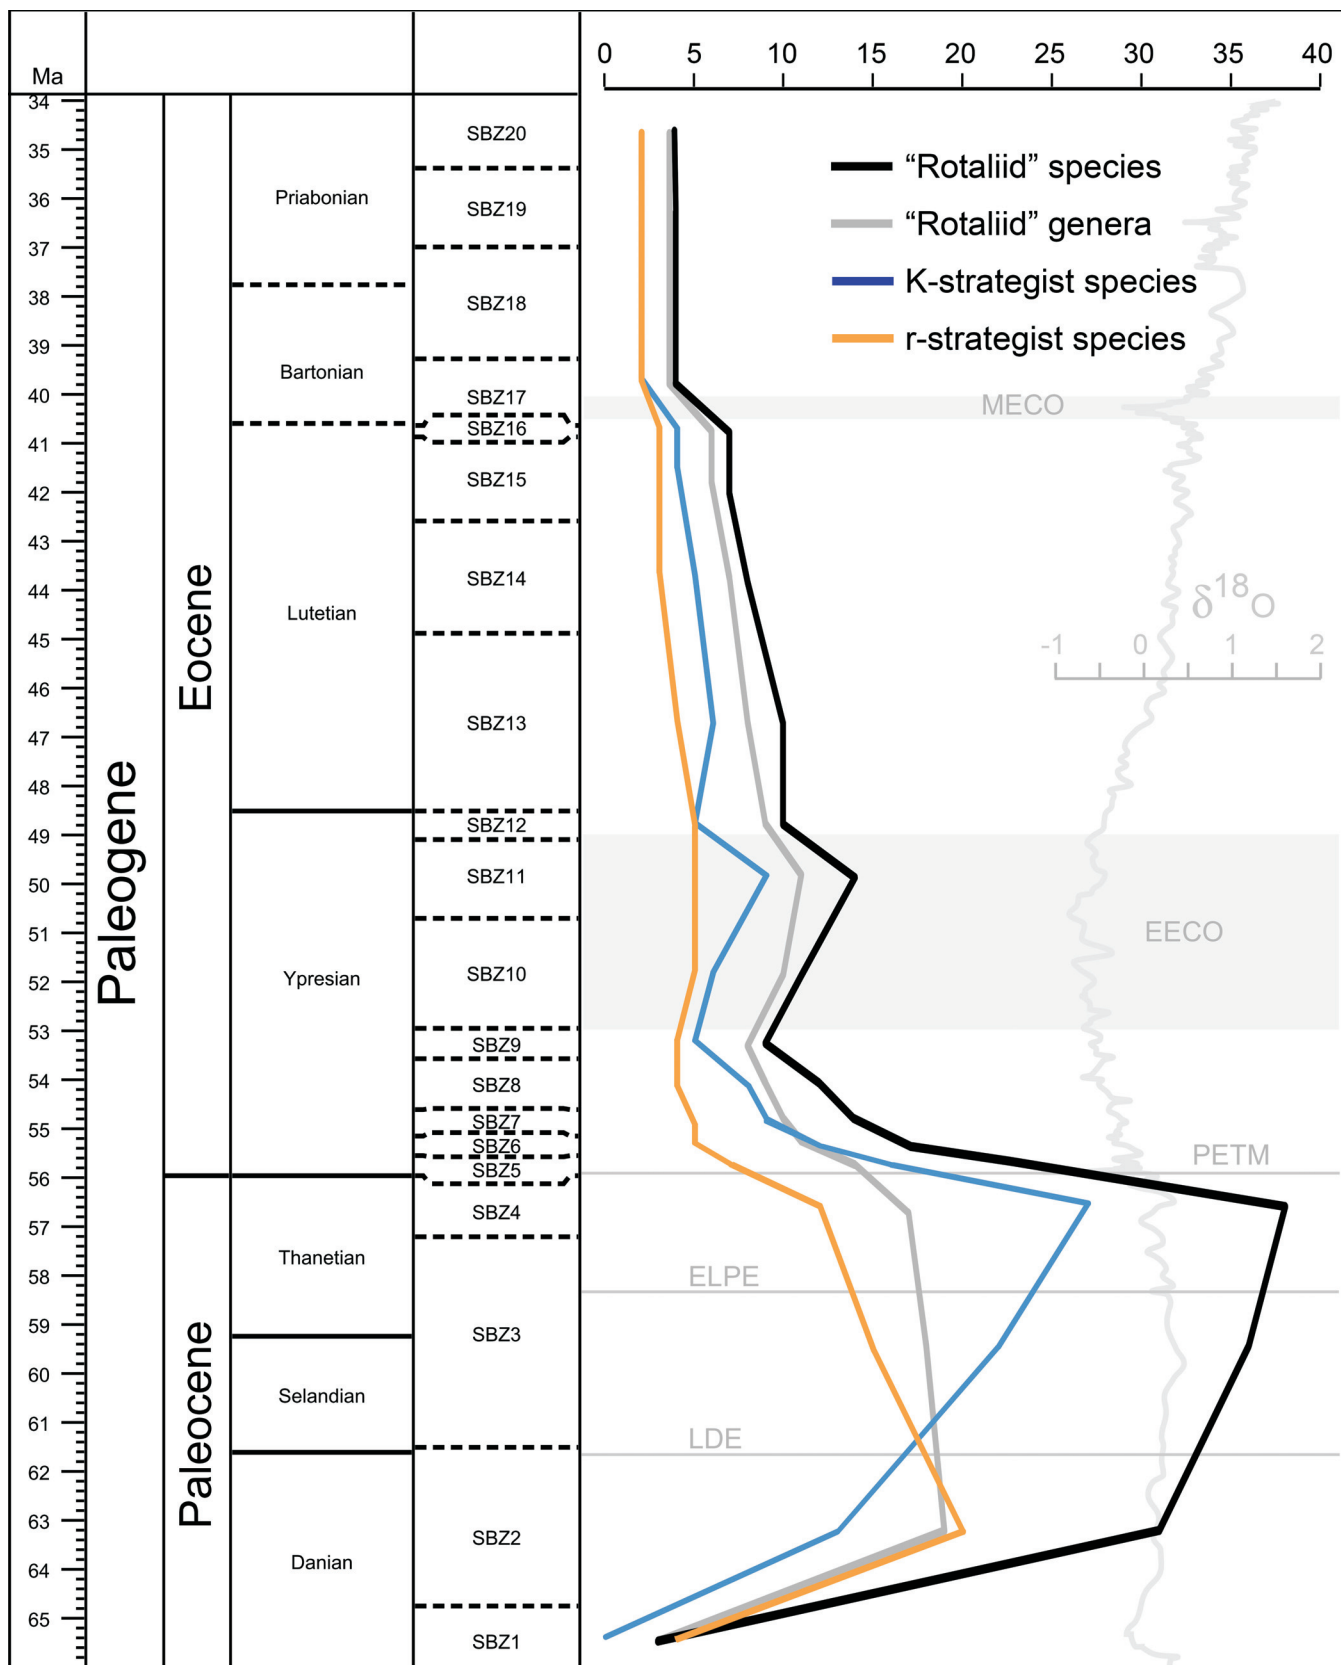 0 5 10 15 20 25 30 35 40
Ma
34
35
36
37
38
39
40
41
42
43
44
45
46
47
48
49
50
51
52
53
54
55
56
57
58
59
60
61
62
63
64
65
Paleogene
Eocene
Paleocene
Priabonian
Bartonian
Lutetian
Ypresian
Thanetian
Selandian
Danian
SBZ20
SBZ19
SBZ18
SBZ17
SBZ16
SBZ15
SBZ14
SBZ13
SBZ12
SBZ11
SBZ10
SBZ9
SBZ8
SBZ7
SBZ6
SBZ5
SBZ4
SBZ3
SBZ2
SBZ1
“Rotaliid” species
“Rotaliid” genera
K-strategist species
r-strategist species
MECO
δ18O
-1 0 1 2
EECO
PETM
ELPE
LDE